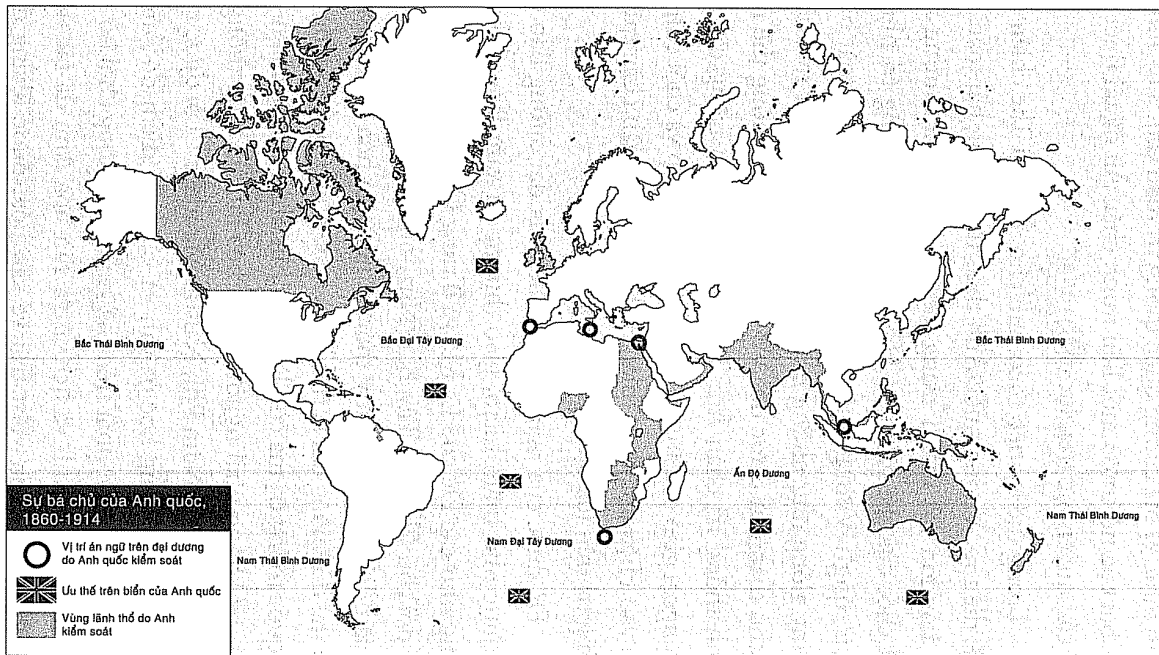 Bắc Thái Bình Dương
Bắc Đại Tây Dương
Bắc Thái Bình Dương
Ấn Độ Dương
Nam Thái Bình Dương
Nam Đại Tây Dương
Nam Thái Bình Dương
Sự bá chủ của Anh quốc,
1860-1914
Vị trí án ngữ trên đại dương
do Anh quốc kiểm soát
Ưu thế trên biển của Anh quốc
Vùng lãnh thổ do Anh
kiểm soát